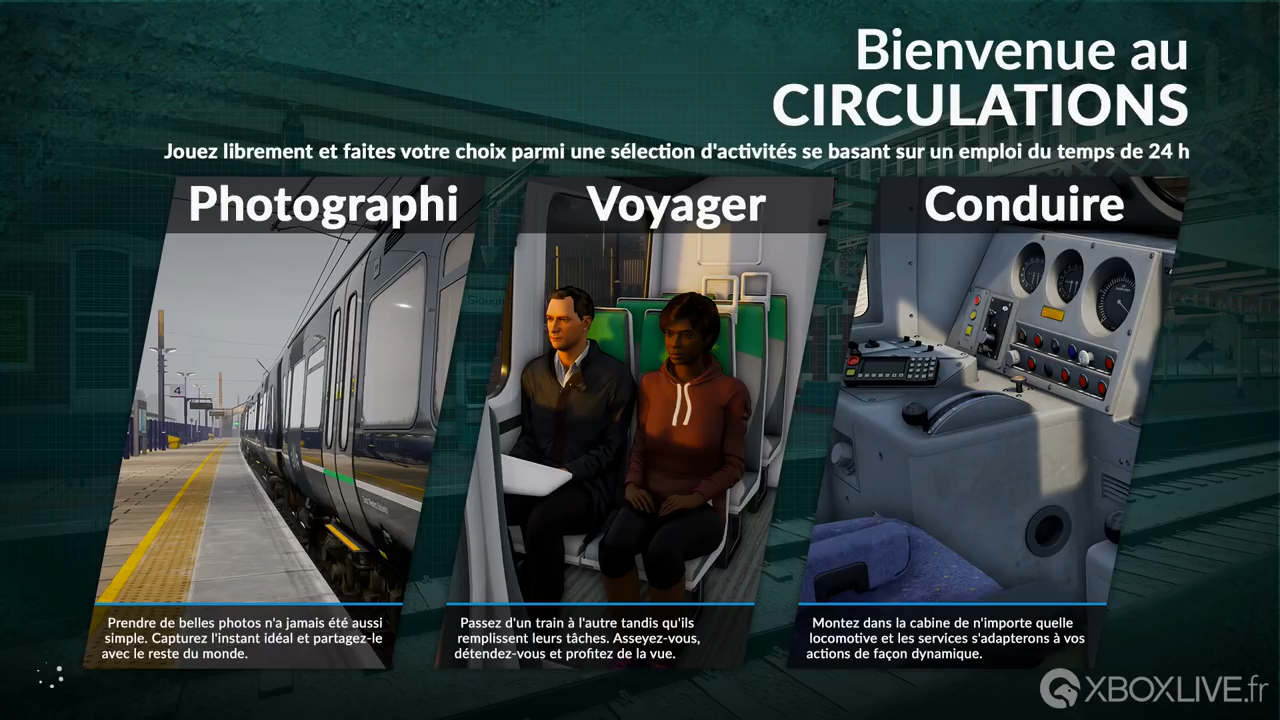 Bienvenue au
CIRCULATIONS
Jouez librement et faites votre choix parmi une sélection d'activités se basant sur un emploi du temps de 24 h
Photographi
Voyager
Conduire
4
Prendre de belles photos n'a jamais été aussi
simple. Capturez l'instant idéal et partagez-le
avec le reste du monde.
Passez d'un train à l'autre tandis qu'ils
remplissent leurs tâches. Asseyez-vous,
détendez-vous et profitez de la vue.
Montez dans la cabine de n'importe quelle
locomotive et les services s'adapterons à vos
actions de façon dynamique.
XBOXLIVE.fr